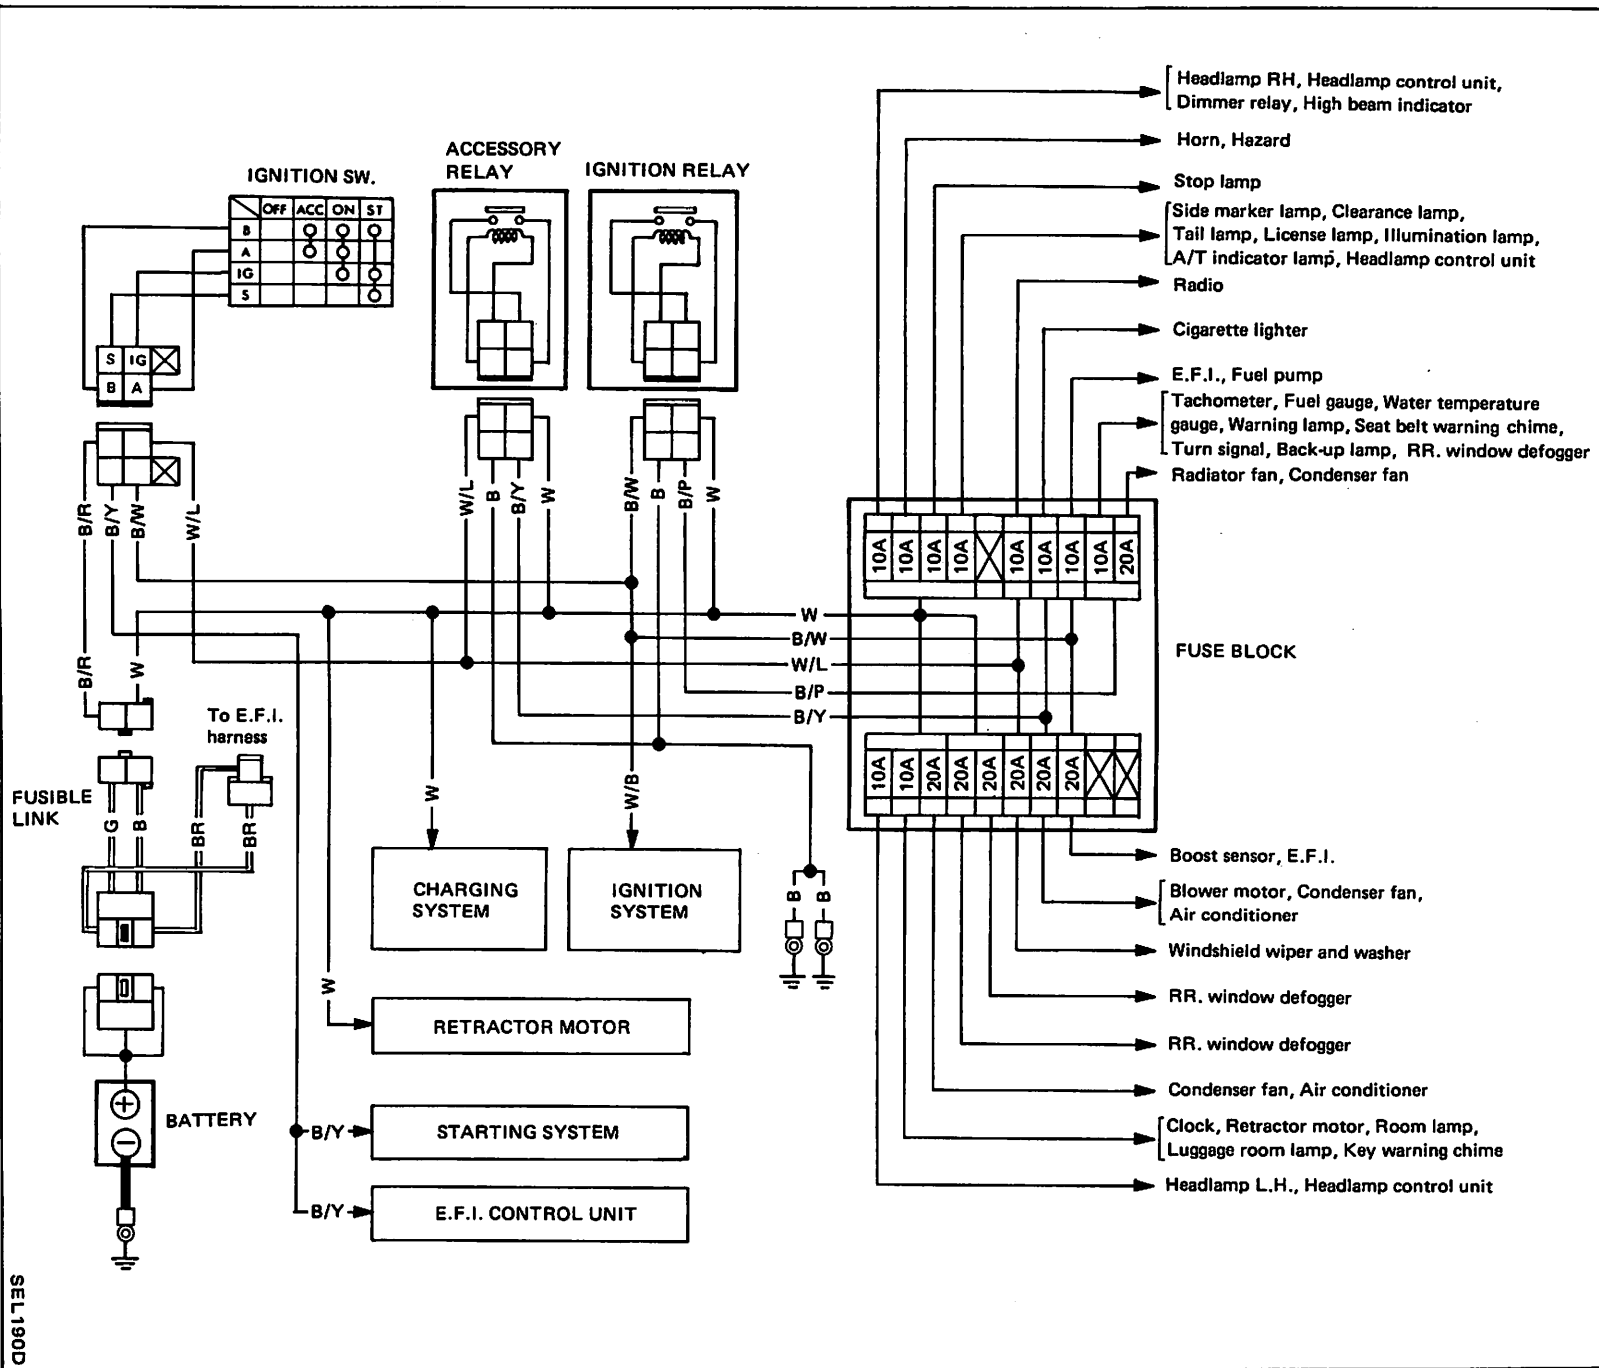 Headlamp RH, Headlamp control unit,
Dimmer relay, High beam indicator
Horn, Hazard
Stop lamp
Side marker lamp, Clearance lamp,
Tail lamp, License lamp, Illumination lamp,
A/T indicator lamp, Headlamp control unit
Radio
Cigarette lighter
E.F.I., Fuel pump
Tachometer, Fuel gauge, Water temperature
gauge, Warning lamp, Seat belt warning chime,
Turn signal, Back-up lamp, RR. window defogger
Radiator fan, Condenser fan
IGNITION SW.
OFF ACC ON ST
B
A
IG
S
S IG
B A
ACCESSORY
RELAY
IGNITION RELAY
B/R B/Y B/W W/L
W/L B B/Y W
B/W B B/P W
10A 10A 10A 10A 10A 10A 10A 10A 20A
W
B/W
W/L
B/P
B/Y
FUSE BLOCK
B/R W
To E.F.I.
harness
FUSIBLE
LINK
G B BR BR
W
W/B
10A 10A 20A 20A 20A 20A 20A 20A
CHARGING
SYSTEM
IGNITION
SYSTEM
B B
W
RETRACTOR MOTOR
BATTERY
B/Y STARTING SYSTEM
B/Y E.F.I. CONTROL UNIT
Boost sensor, E.F.I.
Blower motor, Condenser fan,
Air conditioner
Windshield wiper and washer
RR. window defogger
RR. window defogger
Condenser fan, Air conditioner
Clock, Retractor motor, Room lamp,
Luggage room lamp, Key warning chime
Headlamp L.H., Headlamp control unit
SEL190D